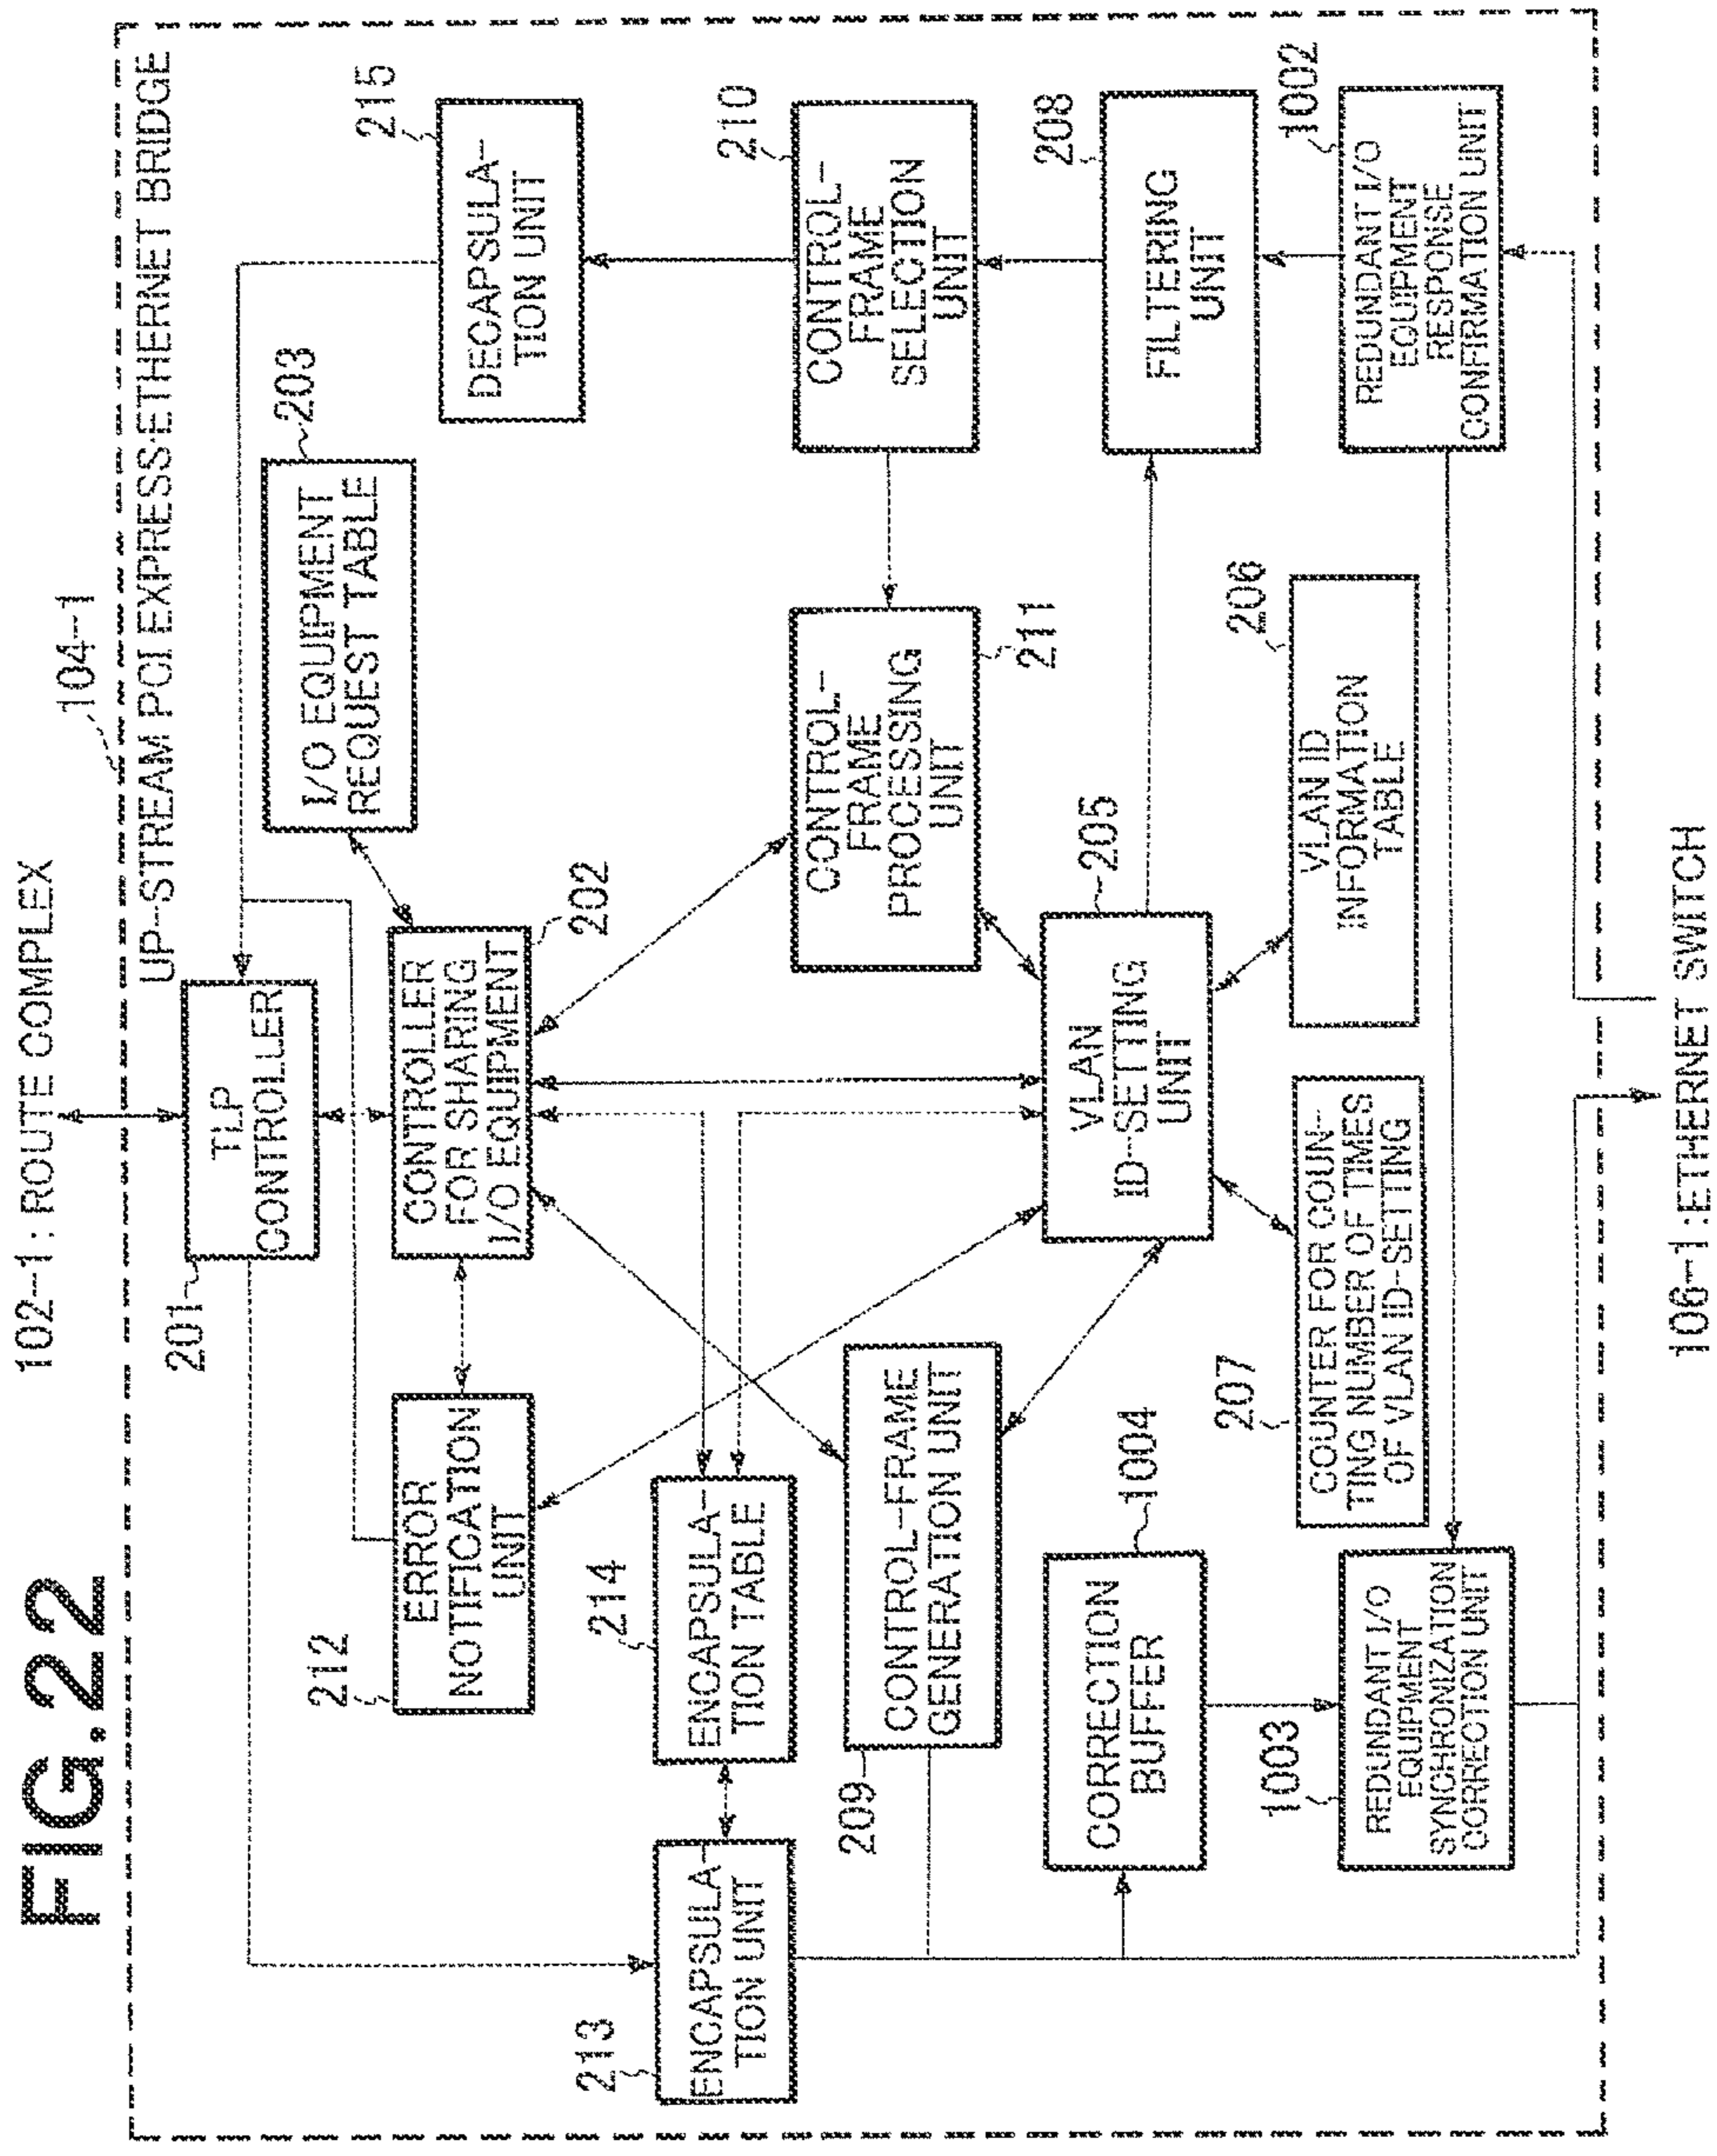 FIG.22
102-1: ROUTE COMPLEX
104-1
UP-STREAM PCI EXPRESS-ETHERNET BRIDGE
201
TLP
CONTROLLER
203
I/O EQUIPMENT
REQUEST TABLE
215
DECAPSULA-
TION UNIT
212
ERROR
NOTIFICATION
UNIT
CONTROLLER
FOR SHARING
I/O EQUIPMENT
202
213
ENCAPSULA-
TION UNIT
214
ENCAPSULA-
TION TABLE
209
CONTROL-FRAME
GENERATION UNIT
CONTROL-
FRAME
PROCESSING
UNIT
211
210
CONTROL-
FRAME
SELECTION
UNIT
1004
CORRECTION
BUFFER
VLAN
ID-SETTING
UNIT
205
208
FILTERING
UNIT
207
COUNTER FOR COUN-
TING NUMBER OF TIMES
OF VLAN ID-SETTING
206
VLAN ID
INFORMATION
TABLE
1003
REDUNDANT I/O
EQUIPMENT
SYNCHRONIZATION
CORRECTION UNIT
1002
REDUNDANT I/O
EQUIPMENT
RESPONSE
CONFIRMATION UNIT
106-1:ETHERNET SWITCH